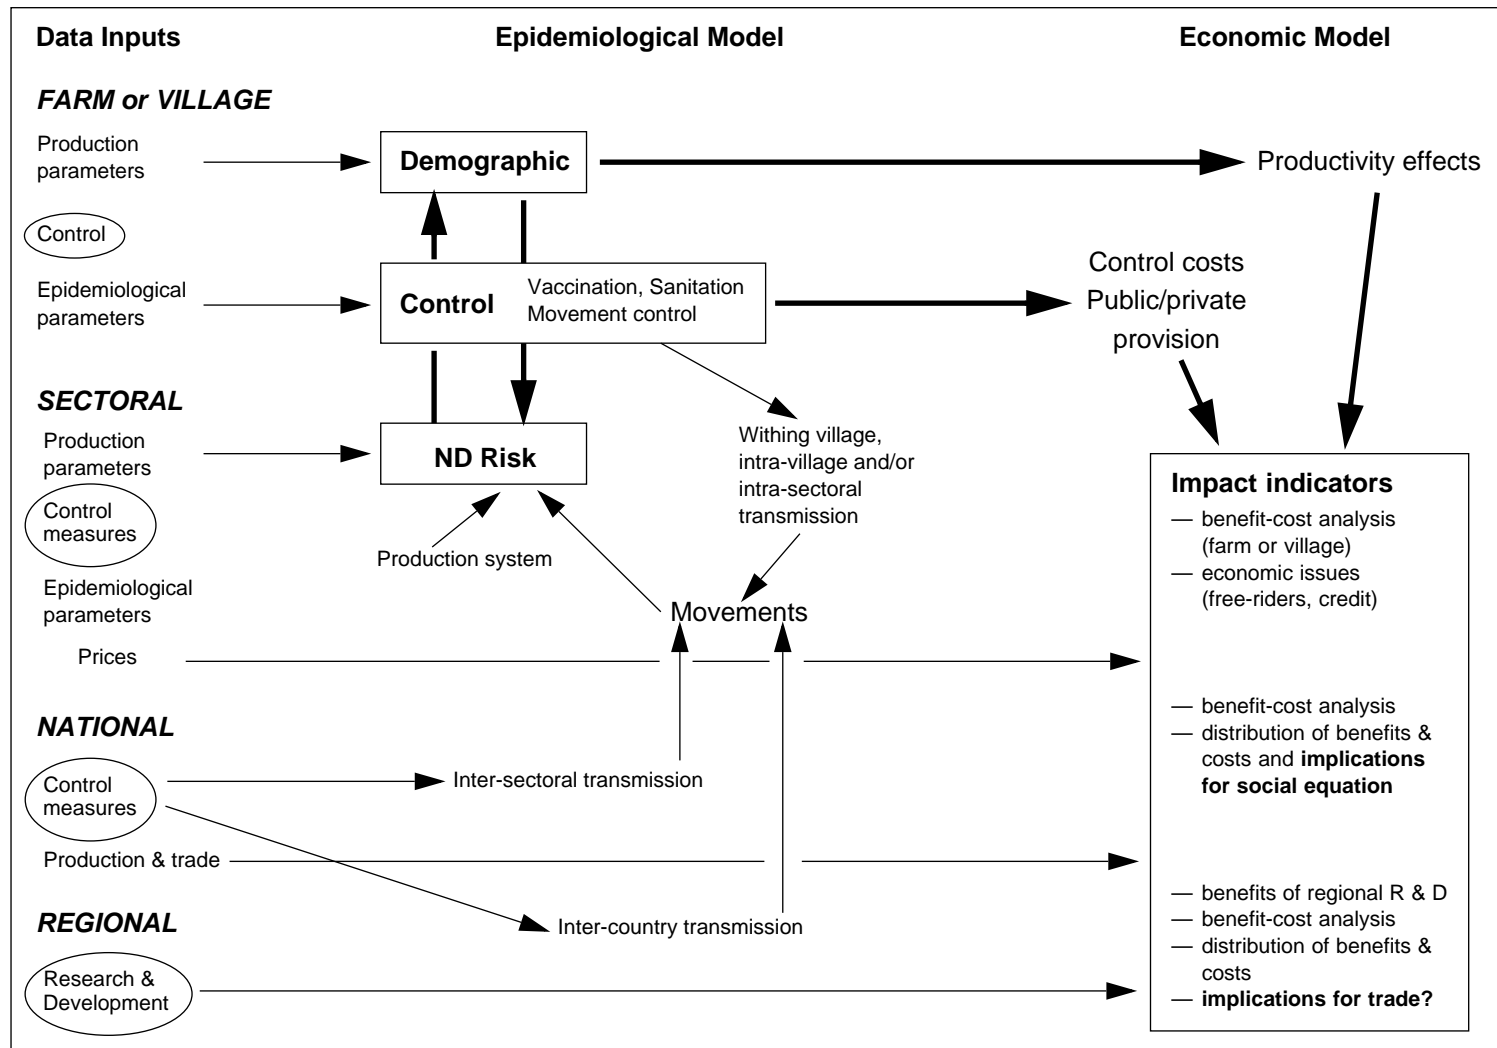 Data Inputs
Epidemiological Model
Economic Model
FARM or VILLAGE
Production
parameters
Demographic
Productivity effects
Control
Epidemiological
parameters
Control
Vaccination, Sanitation
Movement control
Control costs
Public/private
provision
SECTORAL
Production
parameters
ND Risk
Withing village,
intra-village and/or
intra-sectoral
transmission
Control
measures
Production system
Epidemiological
parameters
Movements
Prices
Impact indicators
— benefit-cost analysis
(farm or village)
— economic issues
(free-riders, credit)
— benefit-cost analysis
— distribution of benefits &
costs and implications
for social equation
NATIONAL
Control
measures
Inter-sectoral transmission
Production & trade
Inter-country transmission
REGIONAL
Research &
Development
— benefits of regional R & D
— benefit-cost analysis
— distribution of benefits &
costs
— implications for trade?